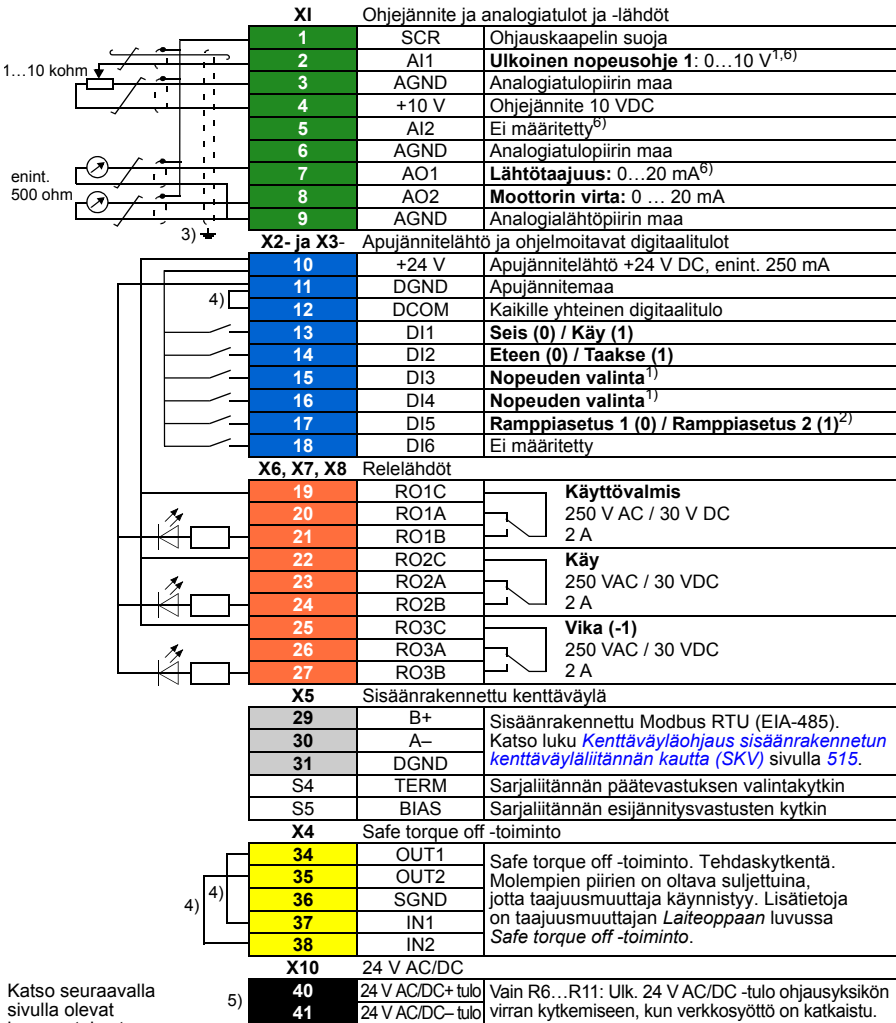 XI Ohjejännite ja analogiatulot ja -lähdöt
1 SCR Ohjauskaapelin suoja
2 AI1 Ulkoinen nopeusohje 1: 0…10 V1,6)
1…10 kohm
3 AGND Analogiatulopiirin maa
4 +10 V Ohjejännite 10 VDC
5 AI2 Ei määritetty6)
6 AGND Analogiatulopiirin maa
7 AO1 Lähtötaajuus: 0…20 mA6)
enint.
500 ohm
8 AO2 Moottorin virta: 0 … 20 mA
9 AGND Analogialähtöpiirin maa
3)
X2- ja X3- Apujännitelähtö ja ohjelmoitavat digitaalitulot
10 +24 V Apujännitelähtö +24 V DC, enint. 250 mA
11 DGND Apujännitemaa
4)
12 DCOM Kaikille yhteinen digitaalitulo
13 DI1 Seis (0) / Käy (1)
14 DI2 Eteen (0) / Taakse (1)
15 DI3 Nopeuden valinta1)
16 DI4 Nopeuden valinta1)
17 DI5 Ramppiasetus 1 (0) / Ramppiasetus 2 (1)2)
18 DI6 Ei määritetty
X6, X7, X8 Relelähdöt
19 RO1C Käyttövalmis
20 RO1A 250 V AC / 30 V DC
21 RO1B 2 A
22 RO2C Käy
23 RO2A 250 VAC / 30 VDC
24 RO2B 2 A
25 RO3C Vika (-1)
26 RO3A 250 VAC / 30 VDC
27 RO3B 2 A
X5 Sisäänrakennettu kenttäväylä
29 B+ Sisäänrakennettu Modbus RTU (EIA-485).
30 A– Katso luku Kenttäväyläohjaus sisäänrakennetun
31 DGND kenttäväyläliitännän kautta (SKV) sivulla 515.
S4 TERM Sarjaliitännän päätevastuksen valintakytkin
S5 BIAS Sarjaliitännän esijännitysvastusten kytkin
X4 Safe torque off -toiminto
34 OUT1 Safe torque off -toiminto. Tehdaskytkentä.
35 OUT2 Molempien piirien on oltava suljettuina,
36 SGND jotta taajuusmuuttaja käynnistyy. Lisätietoja
4) 4)
37 IN1 on taajuusmuuttajan Laiteoppaan luvussa
38 IN2 Safe torque off -toiminto.
X10 24 V AC/DC
5)
40 24 V AC/DC+ tulo Vain R6…R11: Ulk. 24 V AC/DC -tulo ohjausyksikön
41 24 V AC/DC– tulo virran kytkemiseen, kun verkkosyöttö on katkaistu.
Katso seuraavalla
sivulla olevat